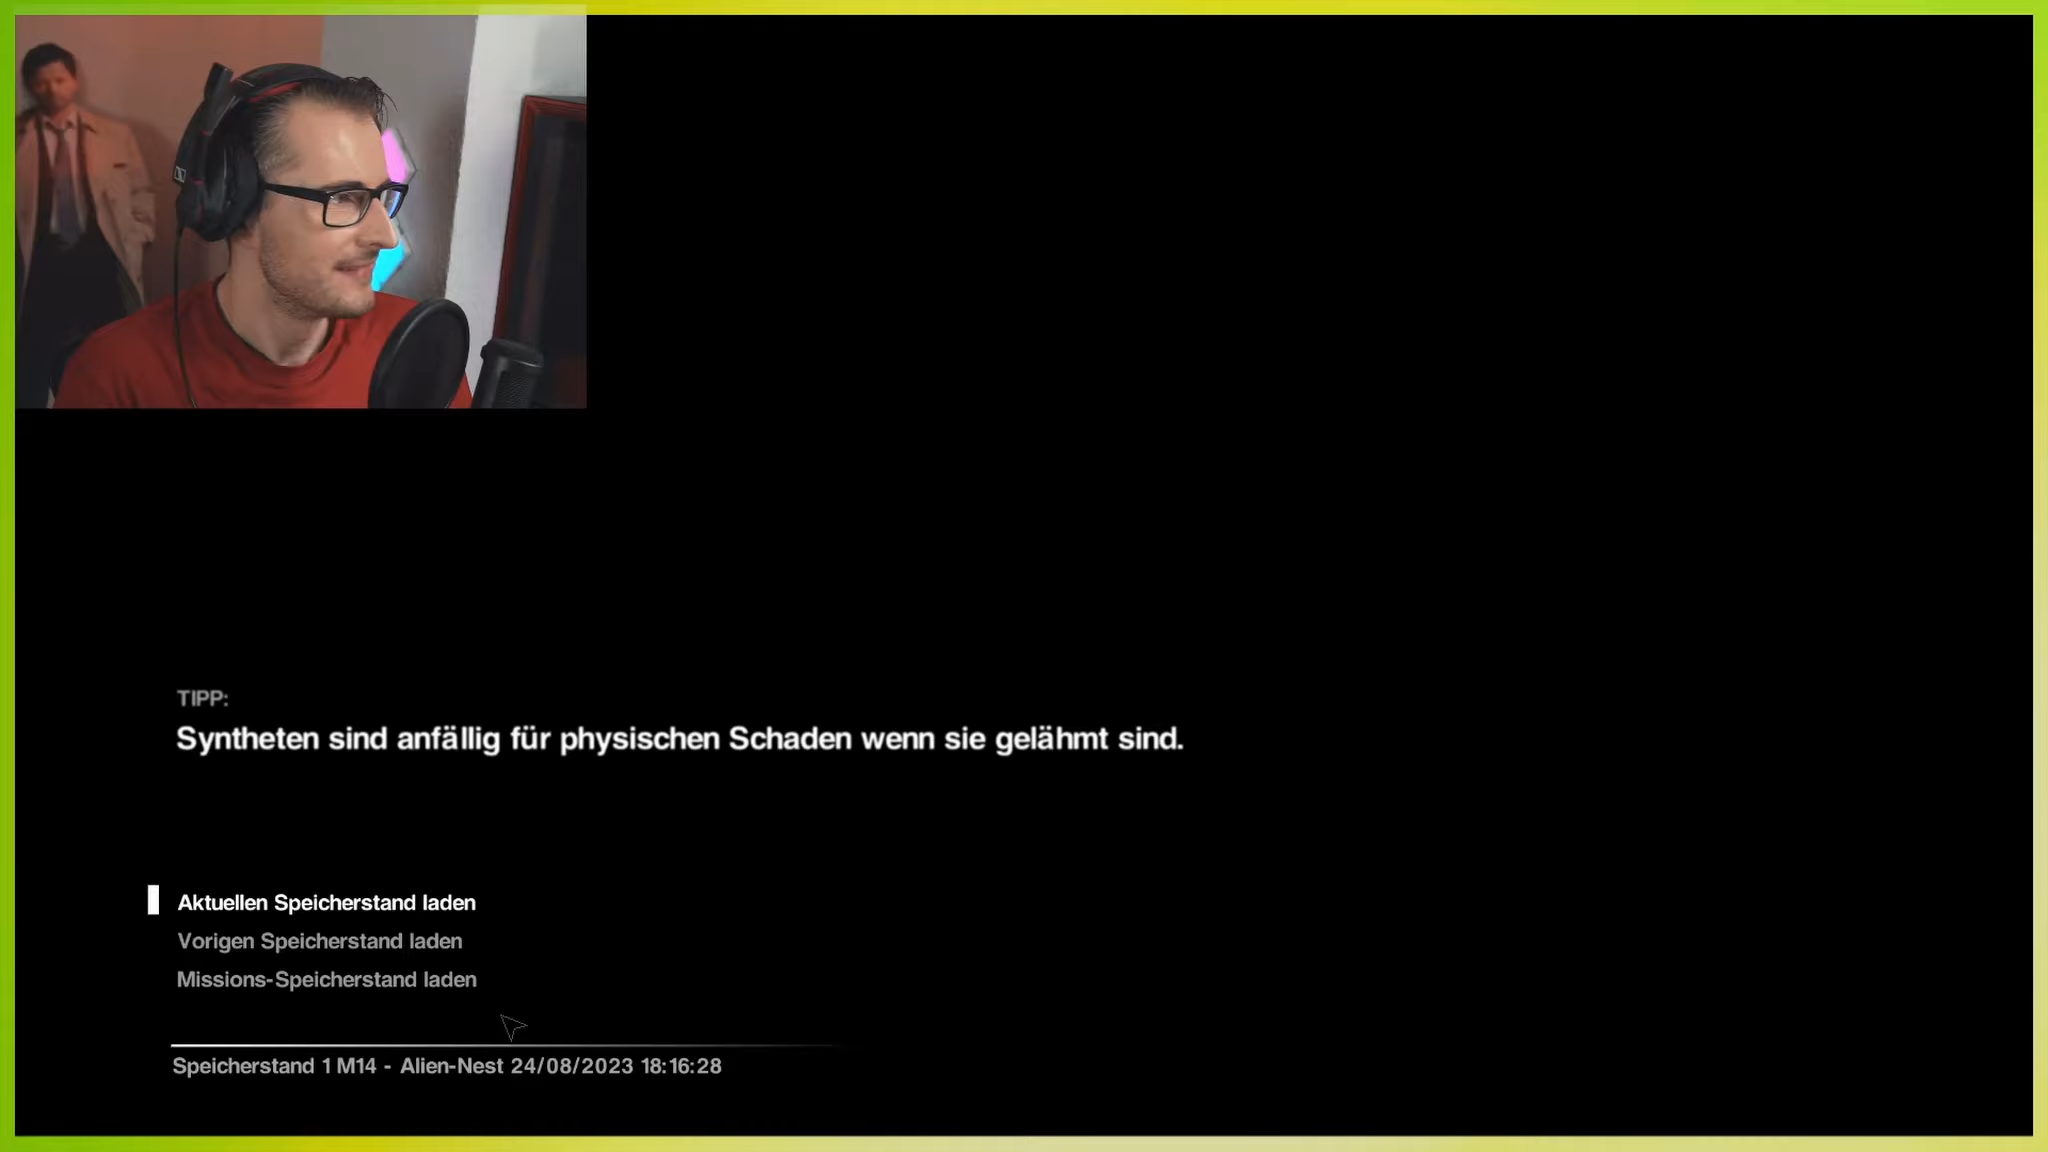 TIPP:
Syntheten sind anfällig für physischen Schaden wenn sie gelähmt sind.
Aktuellen Speicherstand laden
Vorigen Speicherstand laden
Missions-Speicherstand laden
Speicherstand 1 M14 - Alien-Nest 24/08/2023 18:16:28